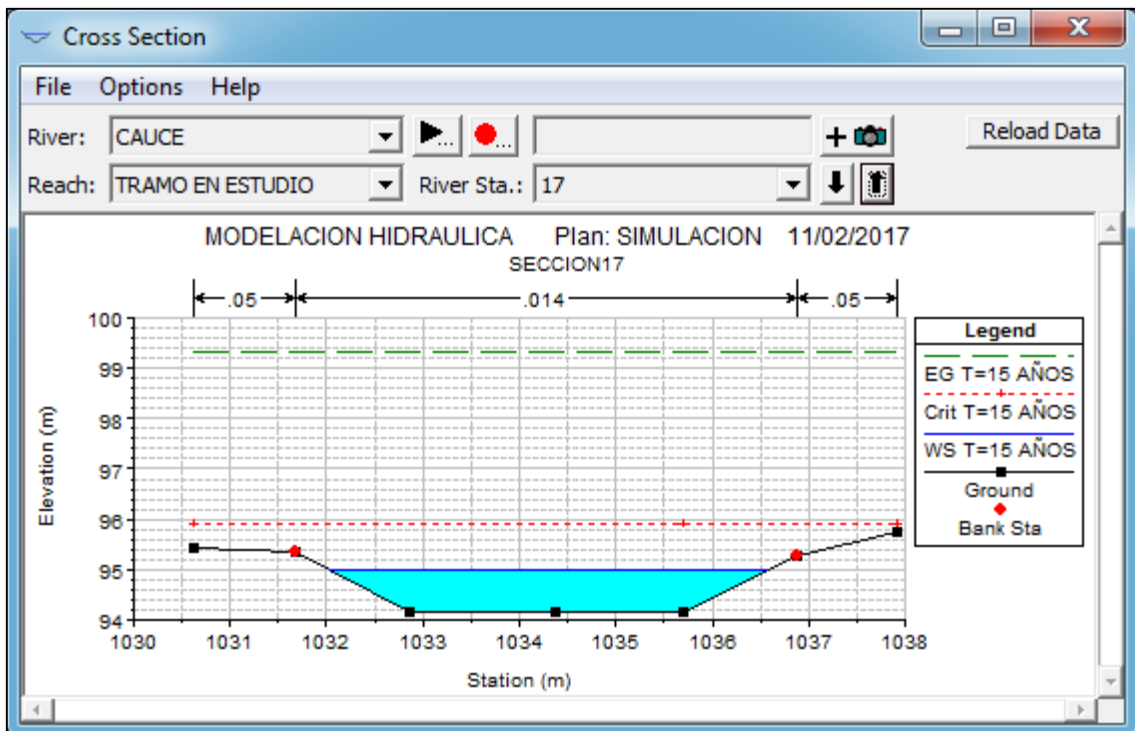 Cross Section
File Options Help
River: CAUCE ... ... + Reload Data
Reach: TRAMO EN ESTUDIO River Sta.: 17
MODELACION HIDRAULICA Plan: SIMULACION 11/02/2017
SECCION17
.05 .014 .05
100
99
98
97
96
95
94
Elevation (m)
1030 1031 1032 1033 1034 1035 1036 1037 1038
Station (m)
Legend
EG T=15 AÑOS
Crit T=15 AÑOS
WS T=15 AÑOS
Ground
Bank Sta